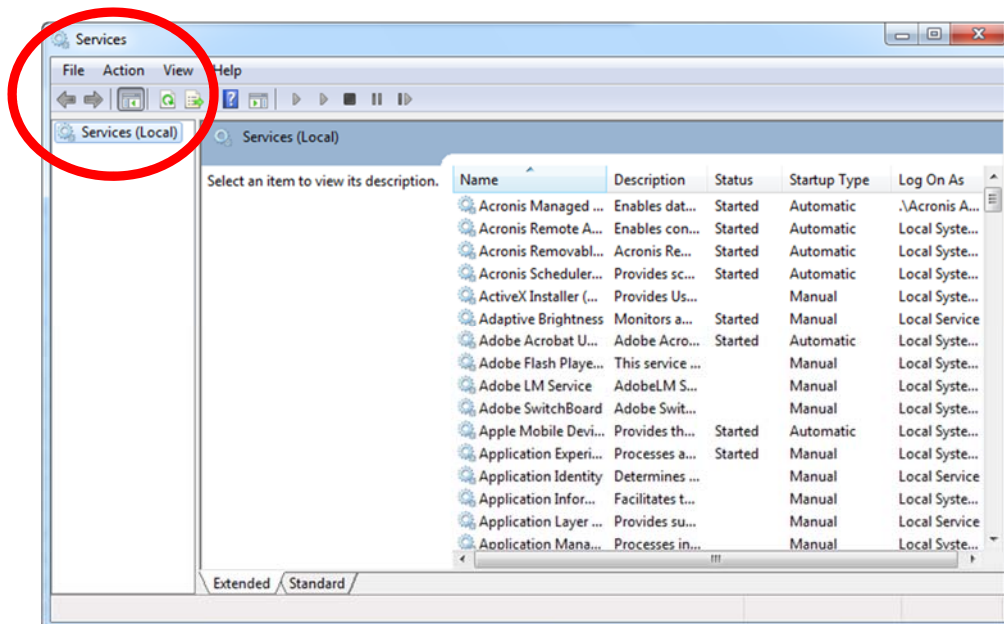 Services
File Action View Help
Services (Local)
Services (Local)
Select an item to view its description.
Name Description Status Startup Type Log On As
Acronis Managed ... Enables dat... Started Automatic .\Acronis A...
Acronis Remote A... Enables con... Started Automatic Local Syste...
Acronis Removabl... Acronis Re... Started Automatic Local Syste...
Acronis Scheduler... Provides sc... Started Automatic Local Syste...
ActiveX Installer (... Provides Us... Manual Local Syste...
Adaptive Brightness Monitors a... Started Manual Local Service
Adobe Acrobat U... Adobe Acro... Started Automatic Local Syste...
Adobe Flash Playe... This service ... Manual Local Syste...
Adobe LM Service AdobeLM S... Manual Local Syste...
Adobe SwitchBoard Adobe Swit... Manual Local Syste...
Apple Mobile Devi... Provides th... Started Automatic Local Syste...
Application Experi... Processes a... Started Manual Local Syste...
Application Identity Determines ... Manual Local Service
Application Infor... Facilitates t... Manual Local Syste...
Application Layer ... Provides su... Manual Local Service
Application Mana... Processes in... Manual Local Syste...
Extended Standard